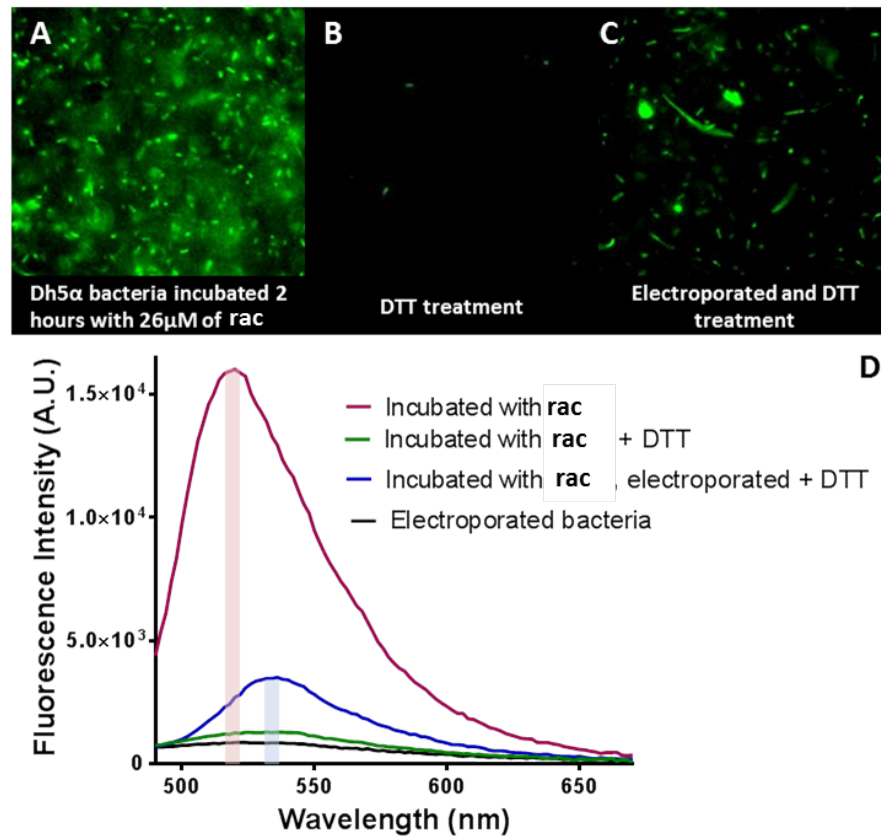 A
B
C
Dh5α bacteria incubated 2
hours with 26µM of rac
DTT treatment
Electroporated and DTT
treatment
D
Fluorescence Intensity (A.U.)
1.5×10⁴
1.0×10⁴
5.0×10³
0
Incubated with rac
Incubated with rac + DTT
Incubated with rac , electroporated + DTT
Electroporated bacteria
500 550 600 650
Wavelength (nm)